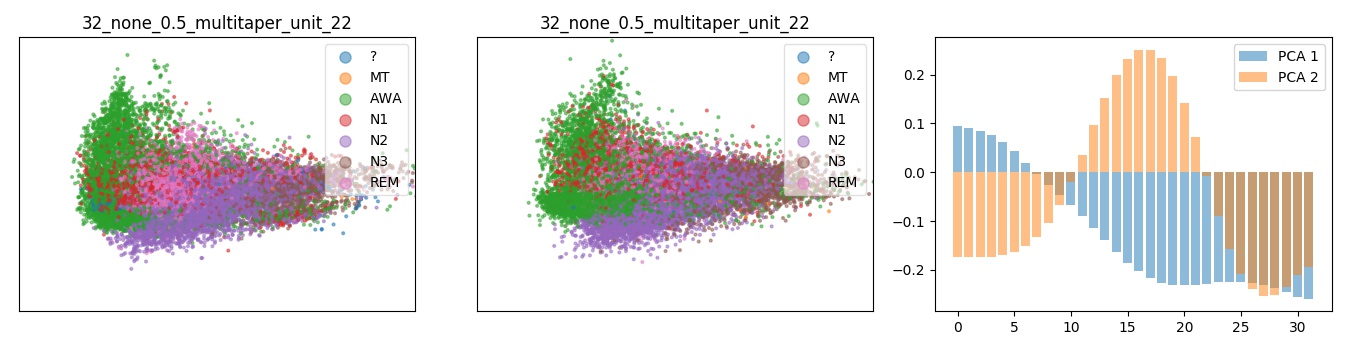 32_none_0.5_multitaper_unit_22
?
MT
AWA
N1
N2
N3
REM
32_none_0.5_multitaper_unit_22
?
MT
AWA
N1
N2
N3
REM
PCA 1
PCA 2
0.2
0.1
0.0
−0.1
−0.2
0 5 10 15 20 25 30